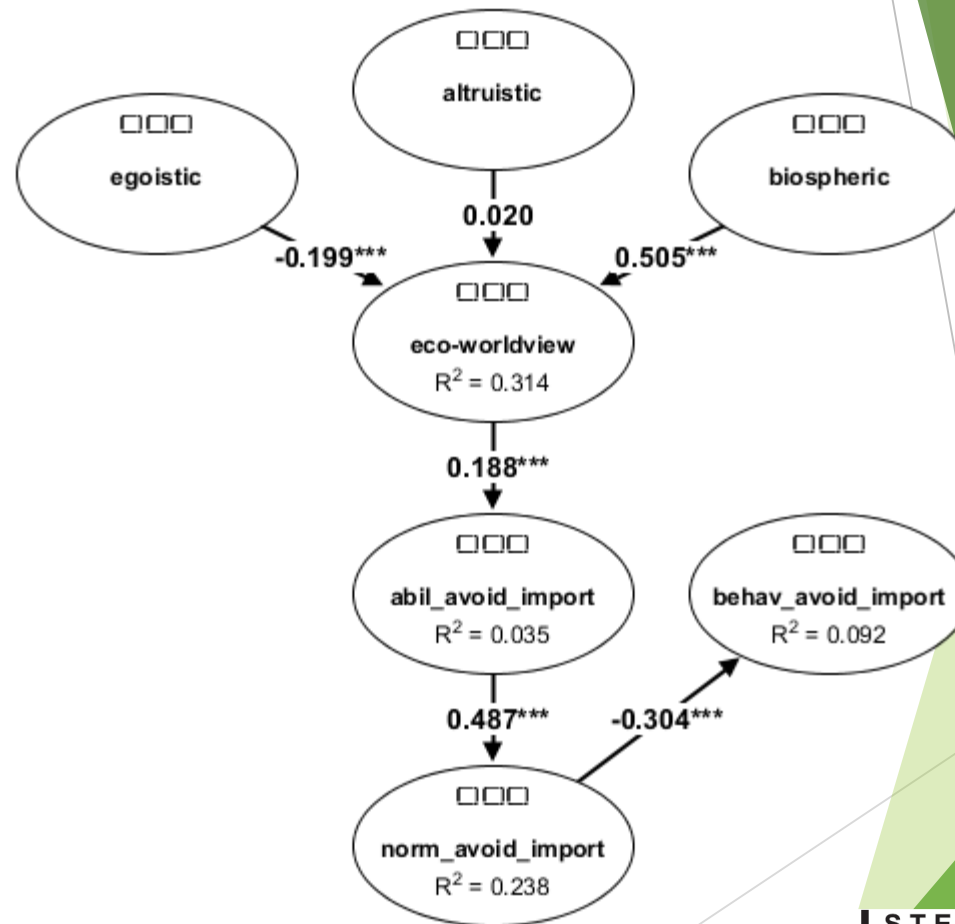 altruistic
egoistic
biospheric
0.020
-0.199***
0.505***
eco-worldview
R² = 0.314
0.188***
abil_avoid_import
R² = 0.035
behav_avoid_import
R² = 0.092
0.487***
-0.304***
norm_avoid_import
R² = 0.238